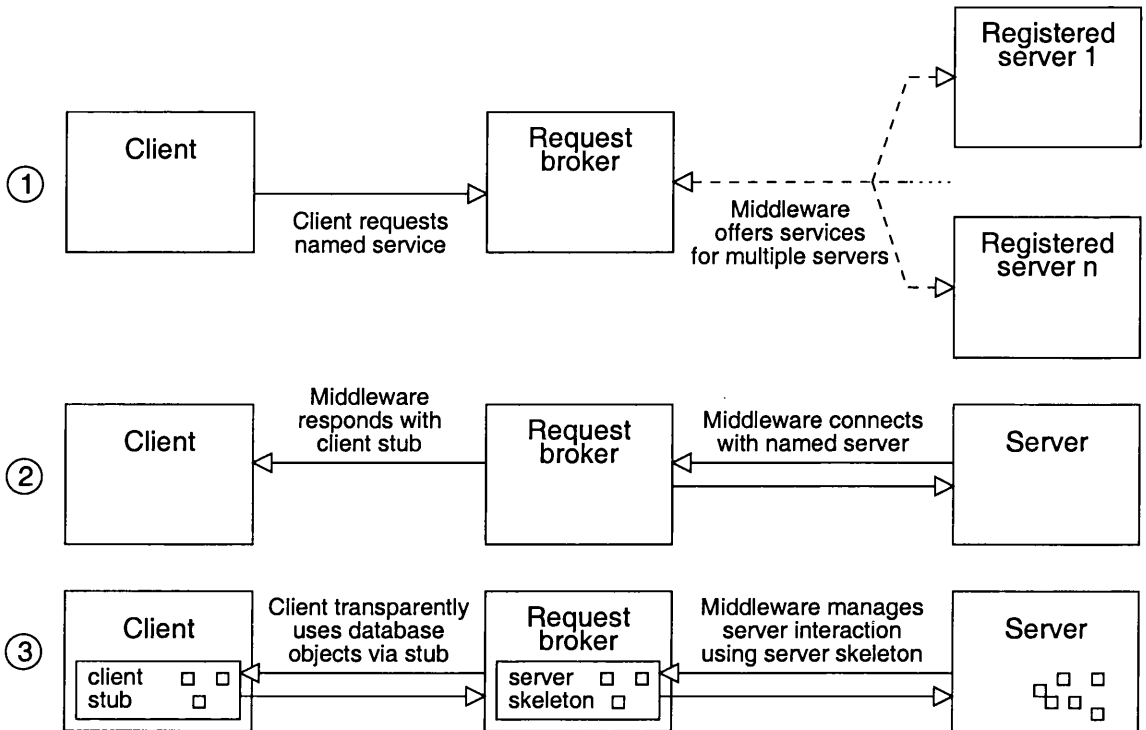 Registered
server 1
Client
Request
broker
1
Client requests
named service
Middleware
offers services
for multiple servers
Registered
server n
Middleware
responds with
client stub
Middleware connects
with named server
Client
Request
broker
Server
2
Client transparently
uses database
objects via stub
Middleware manages
server interaction
using server skeleton
Client
Request
broker
Server
3
client
stub
server
skeleton